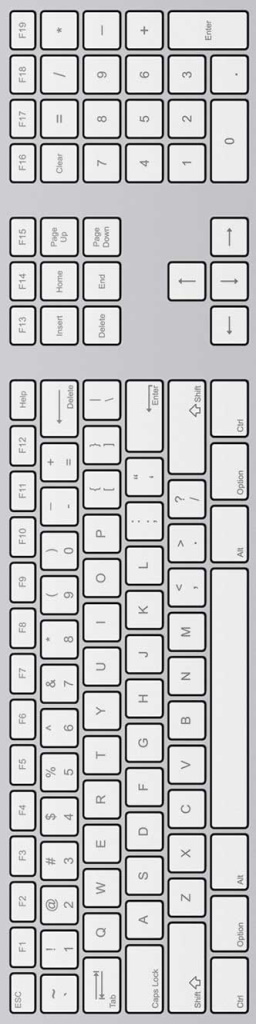 ESC F1 F2 F3 F4 F5 F6 F7 F8 F9 F10 F11 F12 Help F13 F14 F15 F16 F17 F18 F19
~ ! @ # $ % ^ & * ( ) — + Delete Insert Home Page Up Clear = / *
` 1 2 3 4 5 6 7 8 9 0 - =
Tab Q W E R T Y U I O P { } | Delete End Page Down 7 8 9 —
[ ] \
Caps Lock A S D F G H J K L : " Enter 4 5 6 +
; '
Shift Z X C V B N M < > ? Shift ↑ 1 2 3 Enter
, . /
Ctrl Option Alt Alt Option Ctrl ← ↓ → 0 .